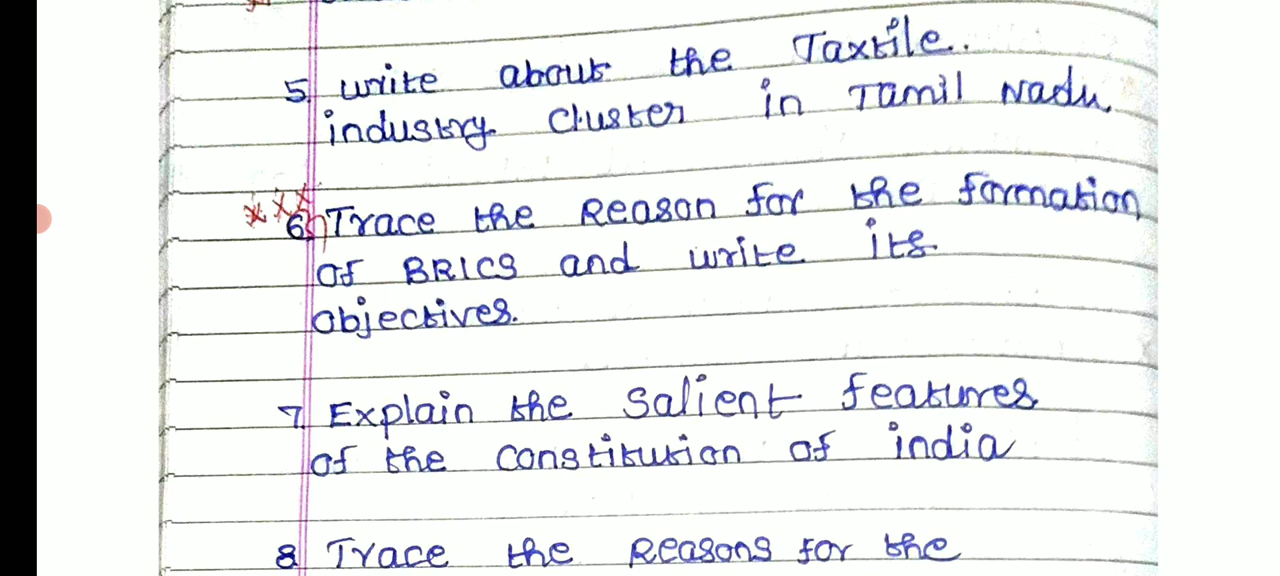 5. write about the Taxtile.
industry. Cluster in Tamil Nadu.
*** 6. Trace the Reason for the formation
of BRICS and write its.
objectives.
7. Explain the Salient features
of the constitution of india
8 Trace the Reasons for the